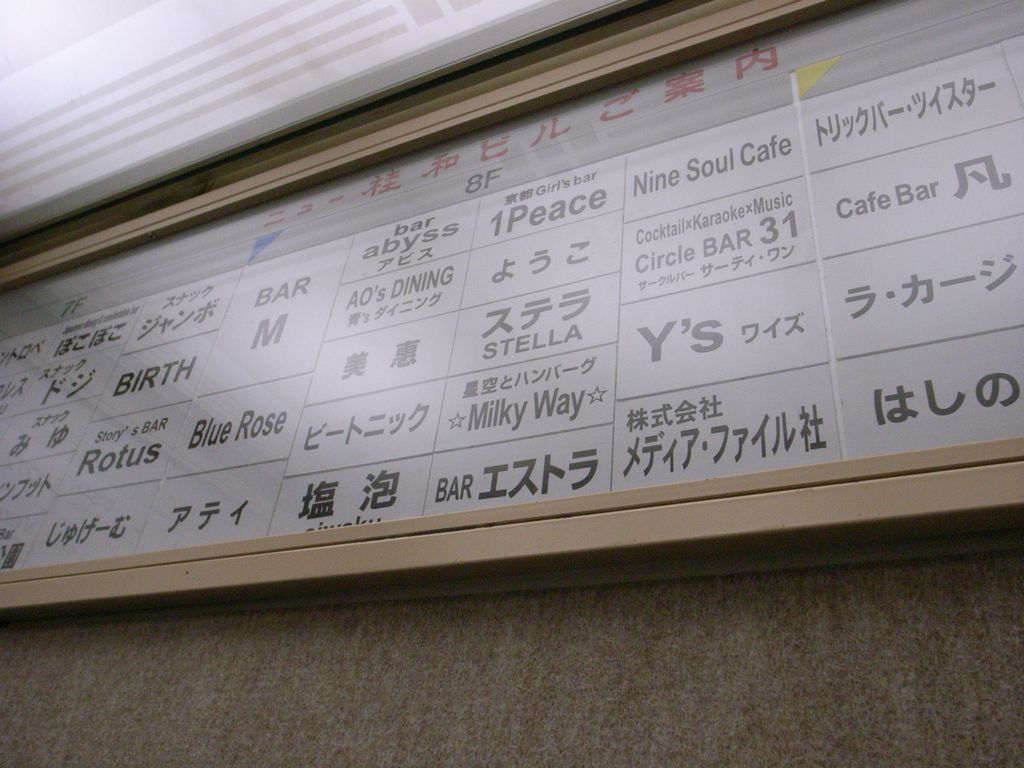 ニュー桂和ビルご案内
7F
ぽこぽこ
スナック
ドジ
スナック
みゆ
スナック
ジャンボ
BIRTH
Story's BAR
Rotus
じゅげーむ
8F
BAR
M
Blue Rose
アティ
bar
abyss
アビス
AO's DINING
青's ダイニング
美恵
ビートニック
塩泡
京都Girl's bar
1Peace
ようこ
ステラ
STELLA
星空とハンバーグ
☆Milky Way☆
BAR エストラ
Nine Soul Cafe
Cocktail×Karaoke×Music
Circle BAR 31
サークルバー サーティ・ワン
Y's ワイズ
株式会社
メディア・ファイル社
トリックバー・ツイスター
Cafe Bar 凡
ラ・カージ
はしの